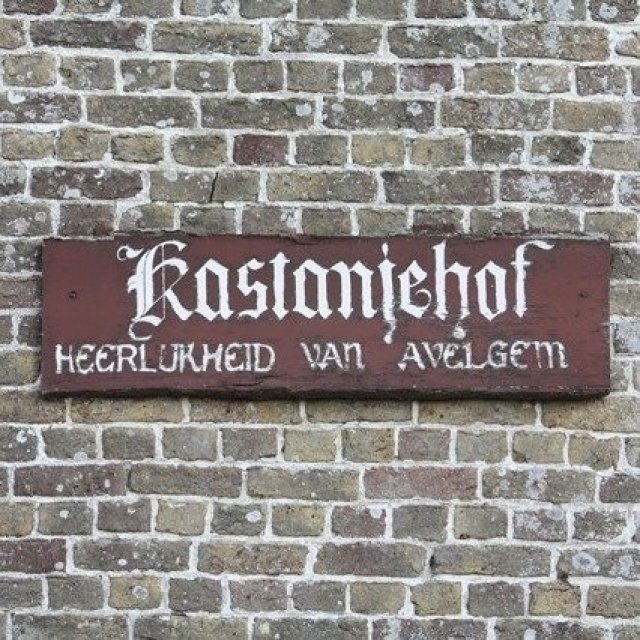 Kastanjehof
HEERLIJKHEID VAN AVELGEM